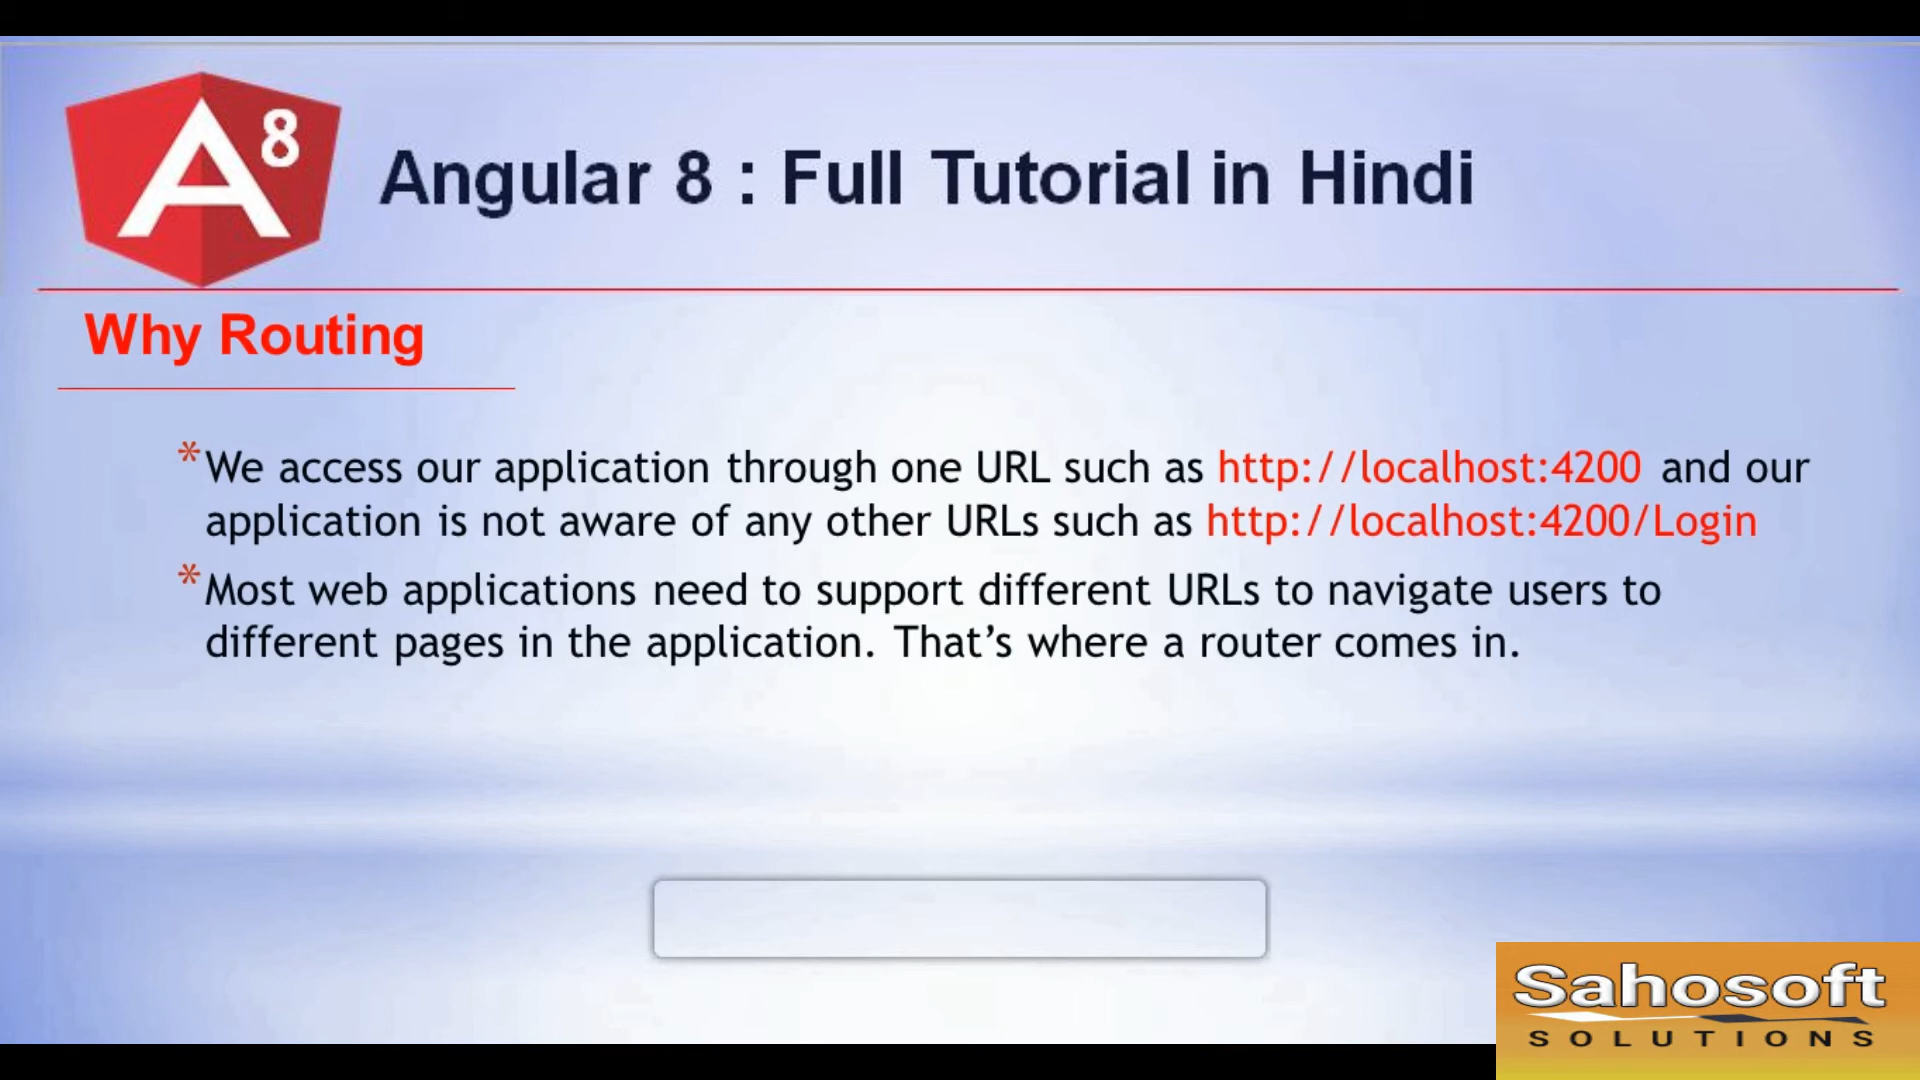 A8
Angular 8 : Full Tutorial in Hindi
Why Routing
*We access our application through one URL such as http://localhost:4200 and our
application is not aware of any other URLs such as http://localhost:4200/Login
*Most web applications need to support different URLs to navigate users to
different pages in the application. That’s where a router comes in.
Sahosoft
SOLUTIONS